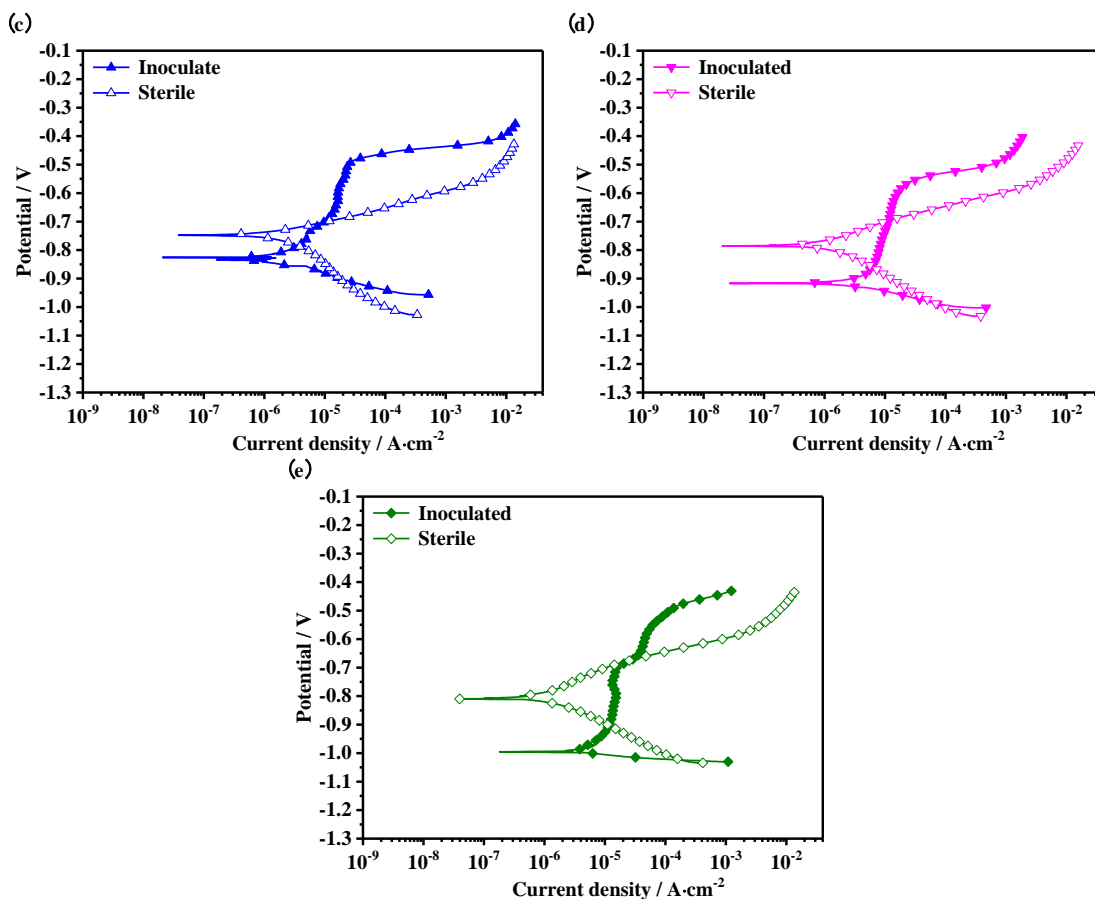 (c)
-0.1
-0.2
-0.3
-0.4
-0.5
-0.6
-0.7
-0.8
-0.9
-1.0
-1.1
-1.2
-1.3
Potential / V
Inoculate
Sterile
10-9 10-8 10-7 10-6 10-5 10-4 10-3 10-2
Current density / A·cm-2
(d)
-0.1
-0.2
-0.3
-0.4
-0.5
-0.6
-0.7
-0.8
-0.9
-1.0
-1.1
-1.2
-1.3
Potential / V
Inoculated
Sterile
10-9 10-8 10-7 10-6 10-5 10-4 10-3 10-2
Current density / A·cm-2
(e)
-0.1
-0.2
-0.3
-0.4
-0.5
-0.6
-0.7
-0.8
-0.9
-1.0
-1.1
-1.2
-1.3
Potential / V
Inoculated
Sterile
10-9 10-8 10-7 10-6 10-5 10-4 10-3 10-2
Current density / A·cm-2